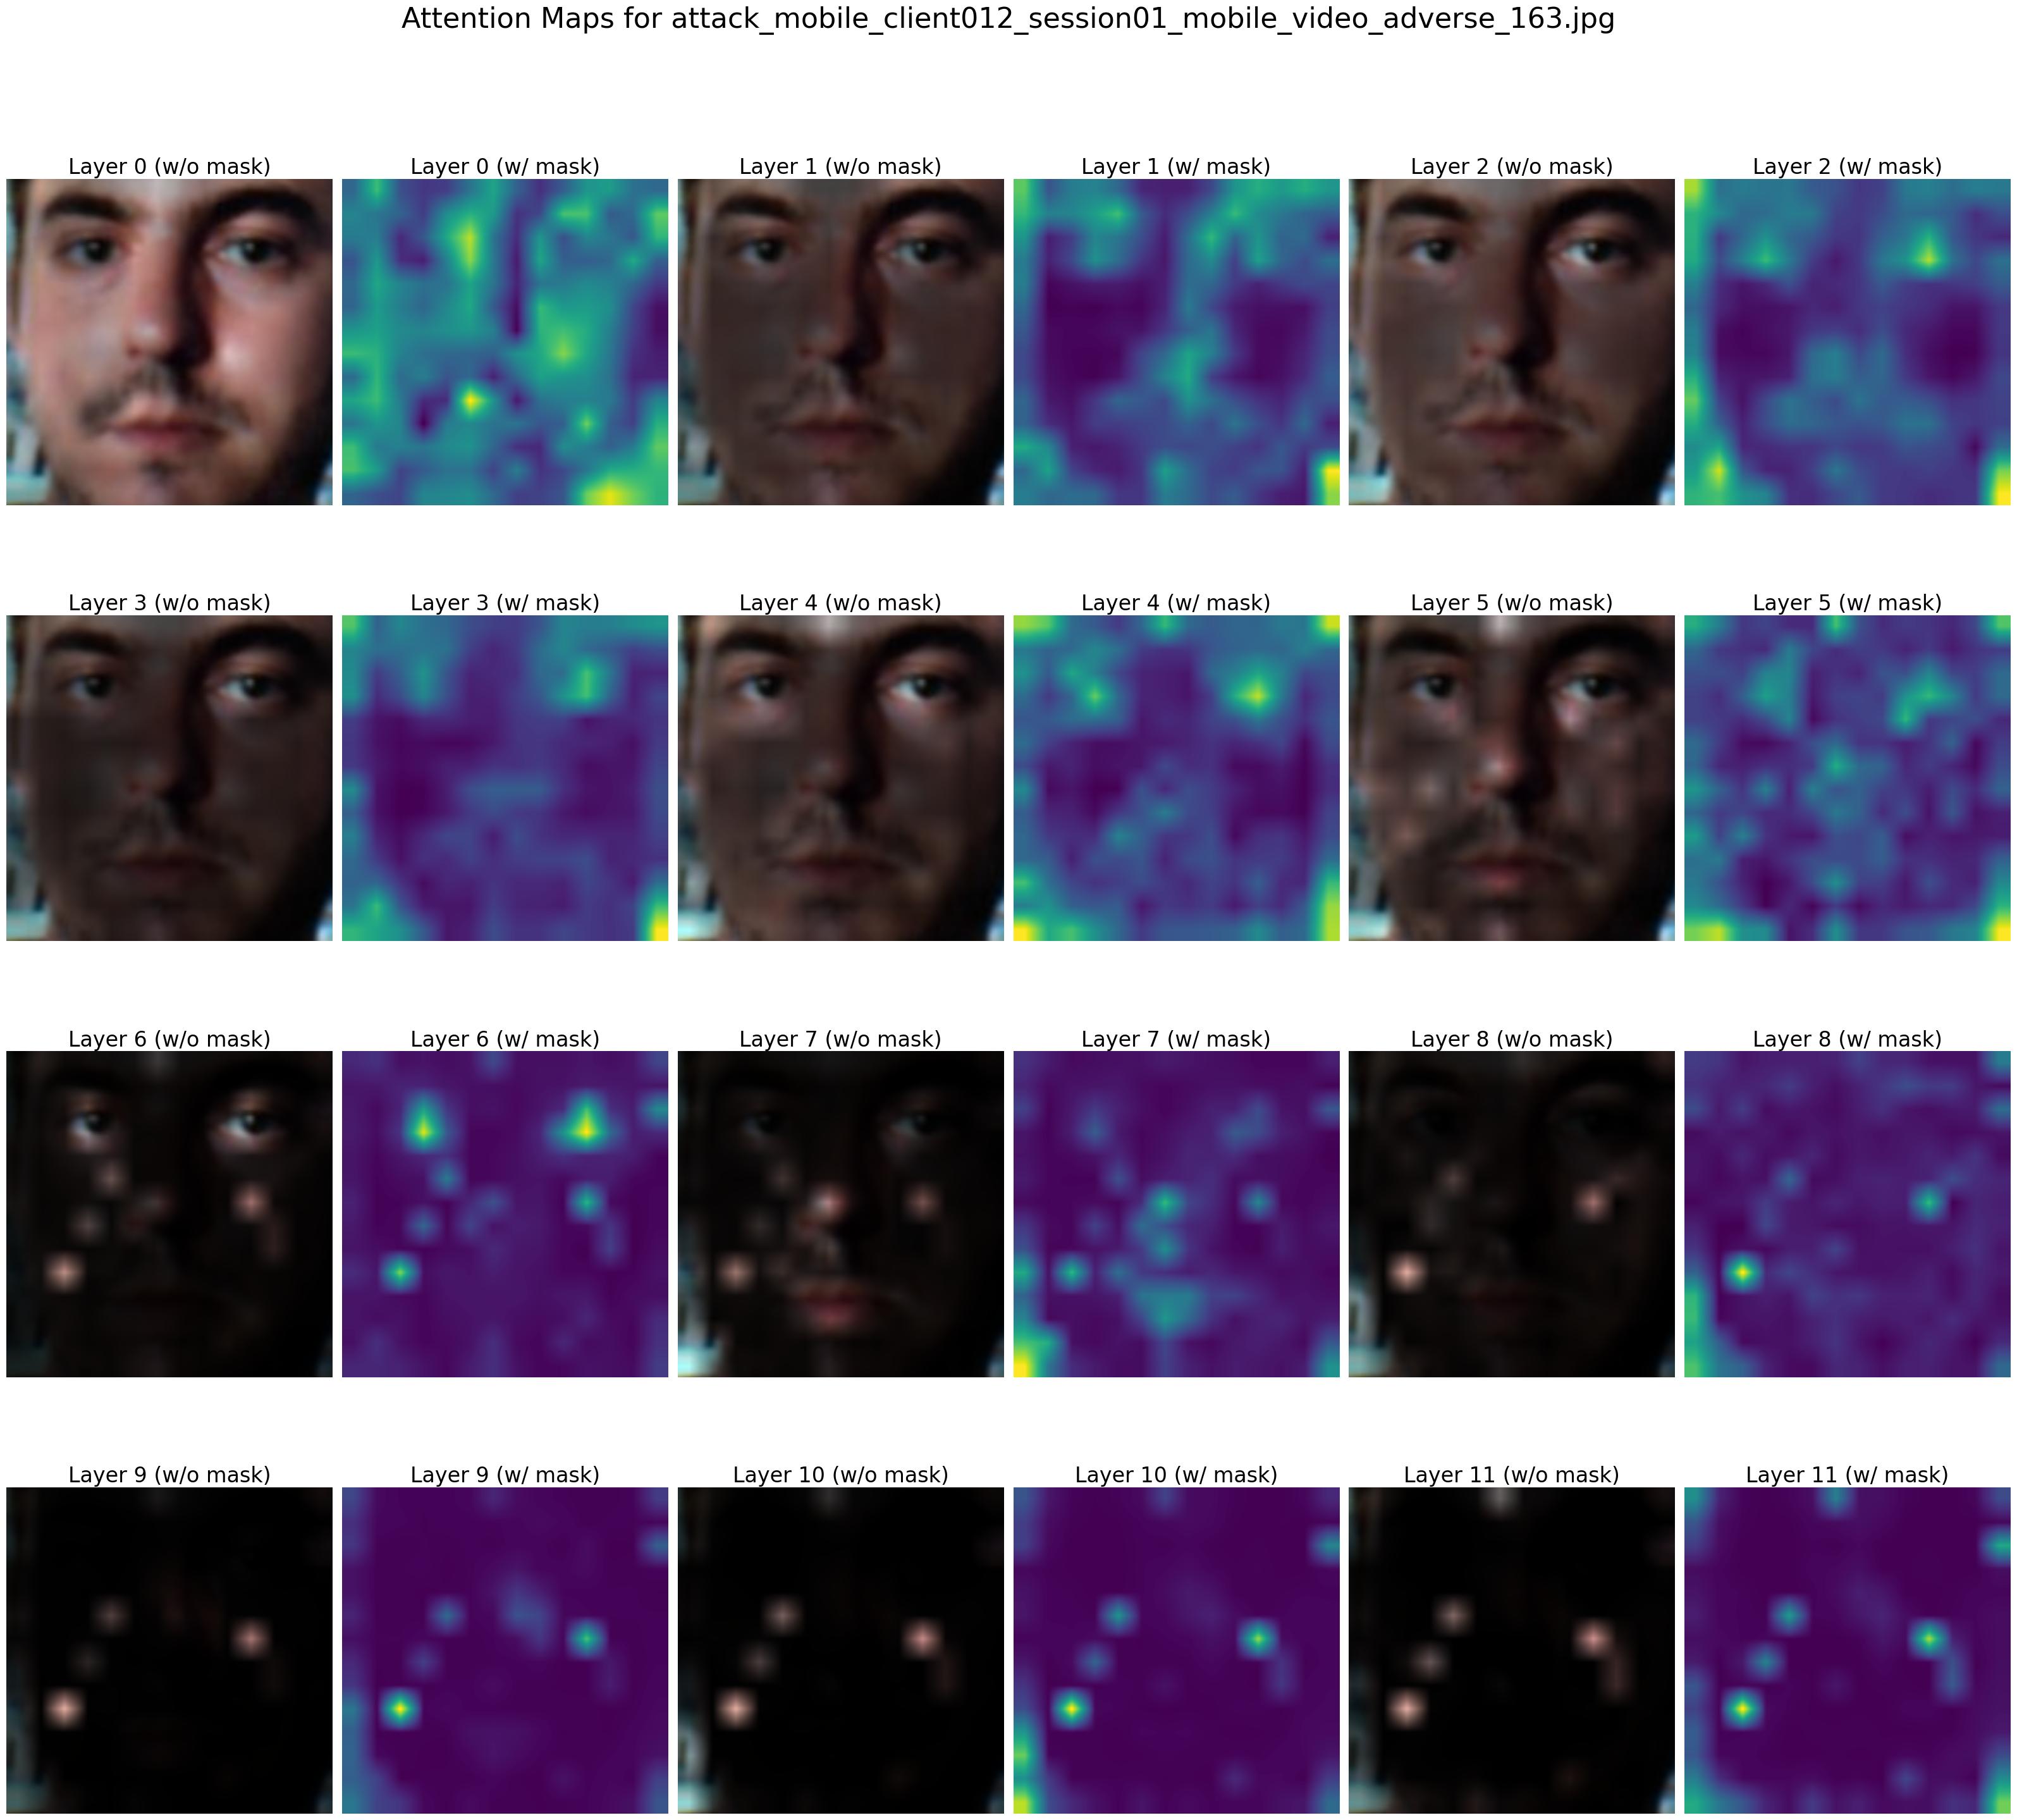 Attention Maps for attack_mobile_client012_session01_mobile_video_adverse_163.jpg
Layer 0 (w/o mask) Layer 0 (w/ mask) Layer 1 (w/o mask) Layer 1 (w/ mask) Layer 2 (w/o mask) Layer 2 (w/ mask)
Layer 3 (w/o mask) Layer 3 (w/ mask) Layer 4 (w/o mask) Layer 4 (w/ mask) Layer 5 (w/o mask) Layer 5 (w/ mask)
Layer 6 (w/o mask) Layer 6 (w/ mask) Layer 7 (w/o mask) Layer 7 (w/ mask) Layer 8 (w/o mask) Layer 8 (w/ mask)
Layer 9 (w/o mask) Layer 9 (w/ mask) Layer 10 (w/o mask) Layer 10 (w/ mask) Layer 11 (w/o mask) Layer 11 (w/ mask)